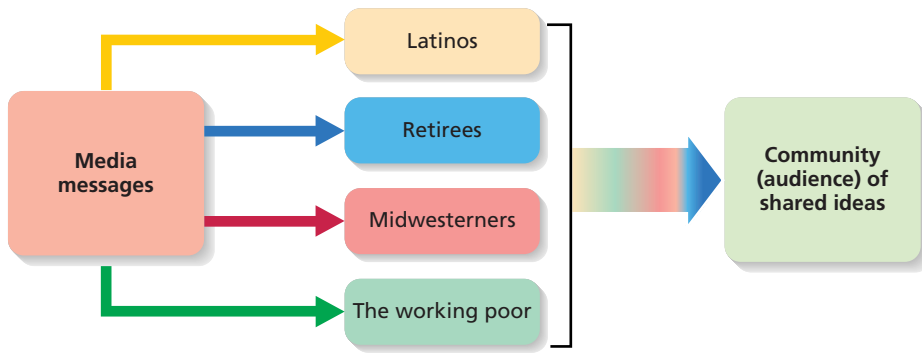 Media
messages
Latinos
Retirees
Midwesterners
The working poor
Community
(audience) of
shared ideas